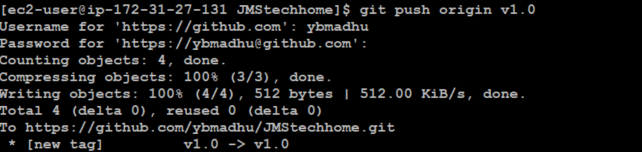 [ec2-user@ip-172-31-27-131 JMStechhome]$ git push origin v1.0
Username for 'https://github.com': ybmadhu
Password for 'https://ybmadhu@github.com':
Counting objects: 4, done.
Compressing objects: 100% (3/3), done.
Writing objects: 100% (4/4), 512 bytes | 512.00 KiB/s, done.
Total 4 (delta 0), reused 0 (delta 0)
To https://github.com/ybmadhu/JMStechhome.git
 * [new tag]         v1.0 -> v1.0